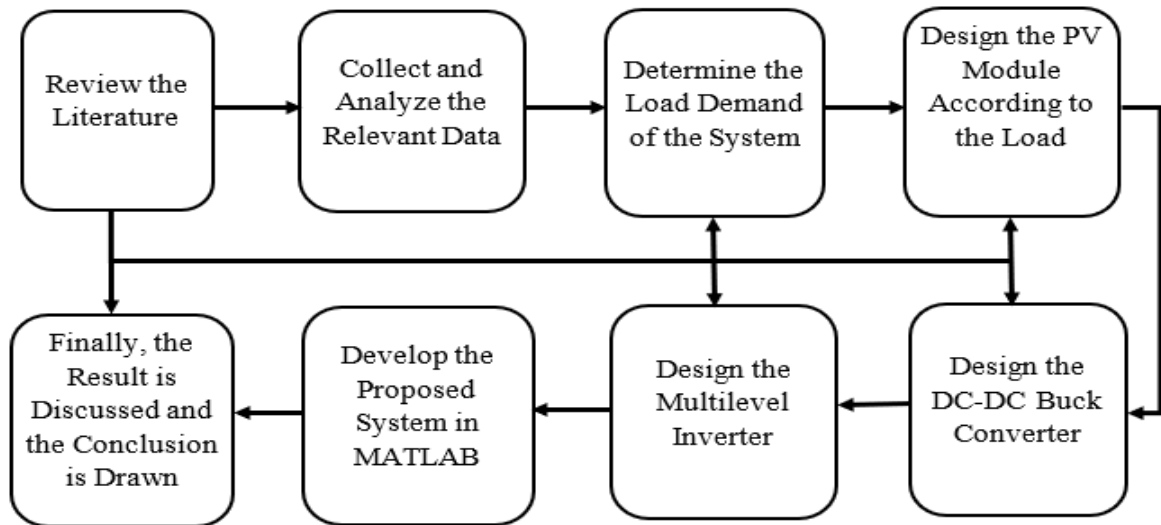 Review the
Literature
Collect and
Analyze the
Relevant Data
Determine the
Load Demand
of the System
Design the PV
Module
According to
the Load
Design the
DC-DC Buck
Converter
Design the
Multilevel
Inverter
Develop the
Proposed
System in
MATLAB
Finally, the
Result is
Discussed and
the Conclusion
is Drawn